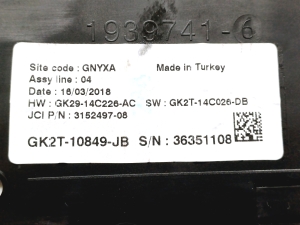 1939741-6
Site code : GNYXA Made in Turkey
Assy line : 04
Date : 16/03/2018
HW : GK29-14C226-AC SW : GK2T-14C026-DB
JCI P/N : 3152497-08
GK2T-10849-JB S/N : 36351108